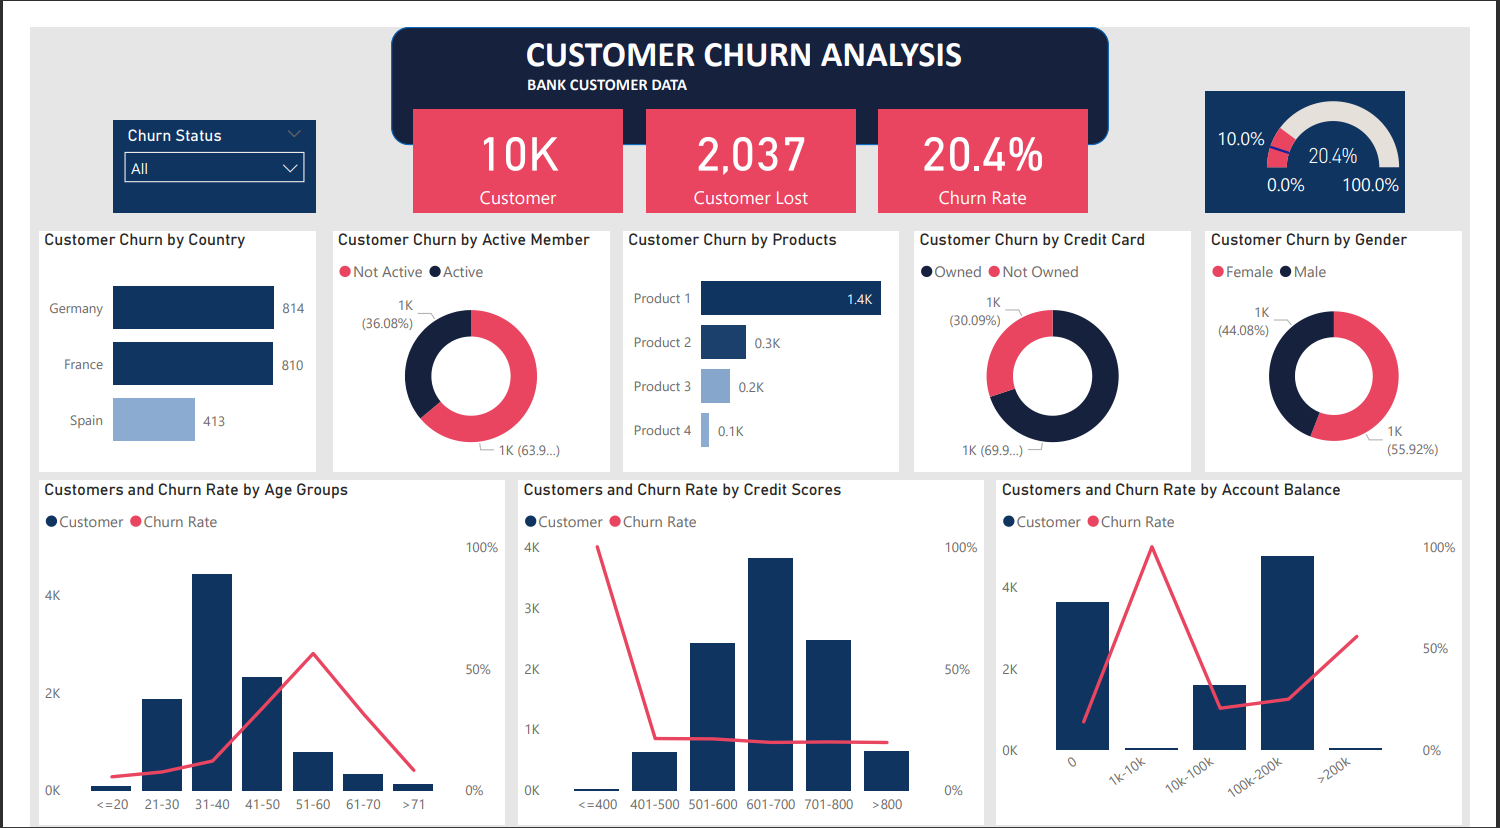 CUSTOMER CHURN ANALYSIS
BANK CUSTOMER DATA
Churn Status
All
10K
Customer
2,037
Customer Lost
20.4%
Churn Rate
10.0%
20.4%
0.0%
100.0%
Customer Churn by Country
Germany
814
France
810
Spain
413
Customer Churn by Active Member
Not Active
Active
1K
(36.08%)
1K (63.9...)
Customer Churn by Products
Product 1
1.4K
Product 2
0.3K
Product 3
0.2K
Product 4
0.1K
Customer Churn by Credit Card
Owned
Not Owned
1K
(30.09%)
1K (69.9...)
Customer Churn by Gender
Female
Male
1K
(44.08%)
1K
(55.92%)
Customers and Churn Rate by Age Groups
Customer
Churn Rate
4K
2K
0K
100%
50%
0%
<=20
21-30
31-40
41-50
51-60
61-70
>71
Customers and Churn Rate by Credit Scores
Customer
Churn Rate
4K
3K
2K
1K
0K
100%
50%
0%
<=400
401-500
501-600
601-700
701-800
>800
Customers and Churn Rate by Account Balance
Customer
Churn Rate
4K
2K
0K
100%
50%
0%
0
1k-10k
10k-100k
100k-200k
>200k